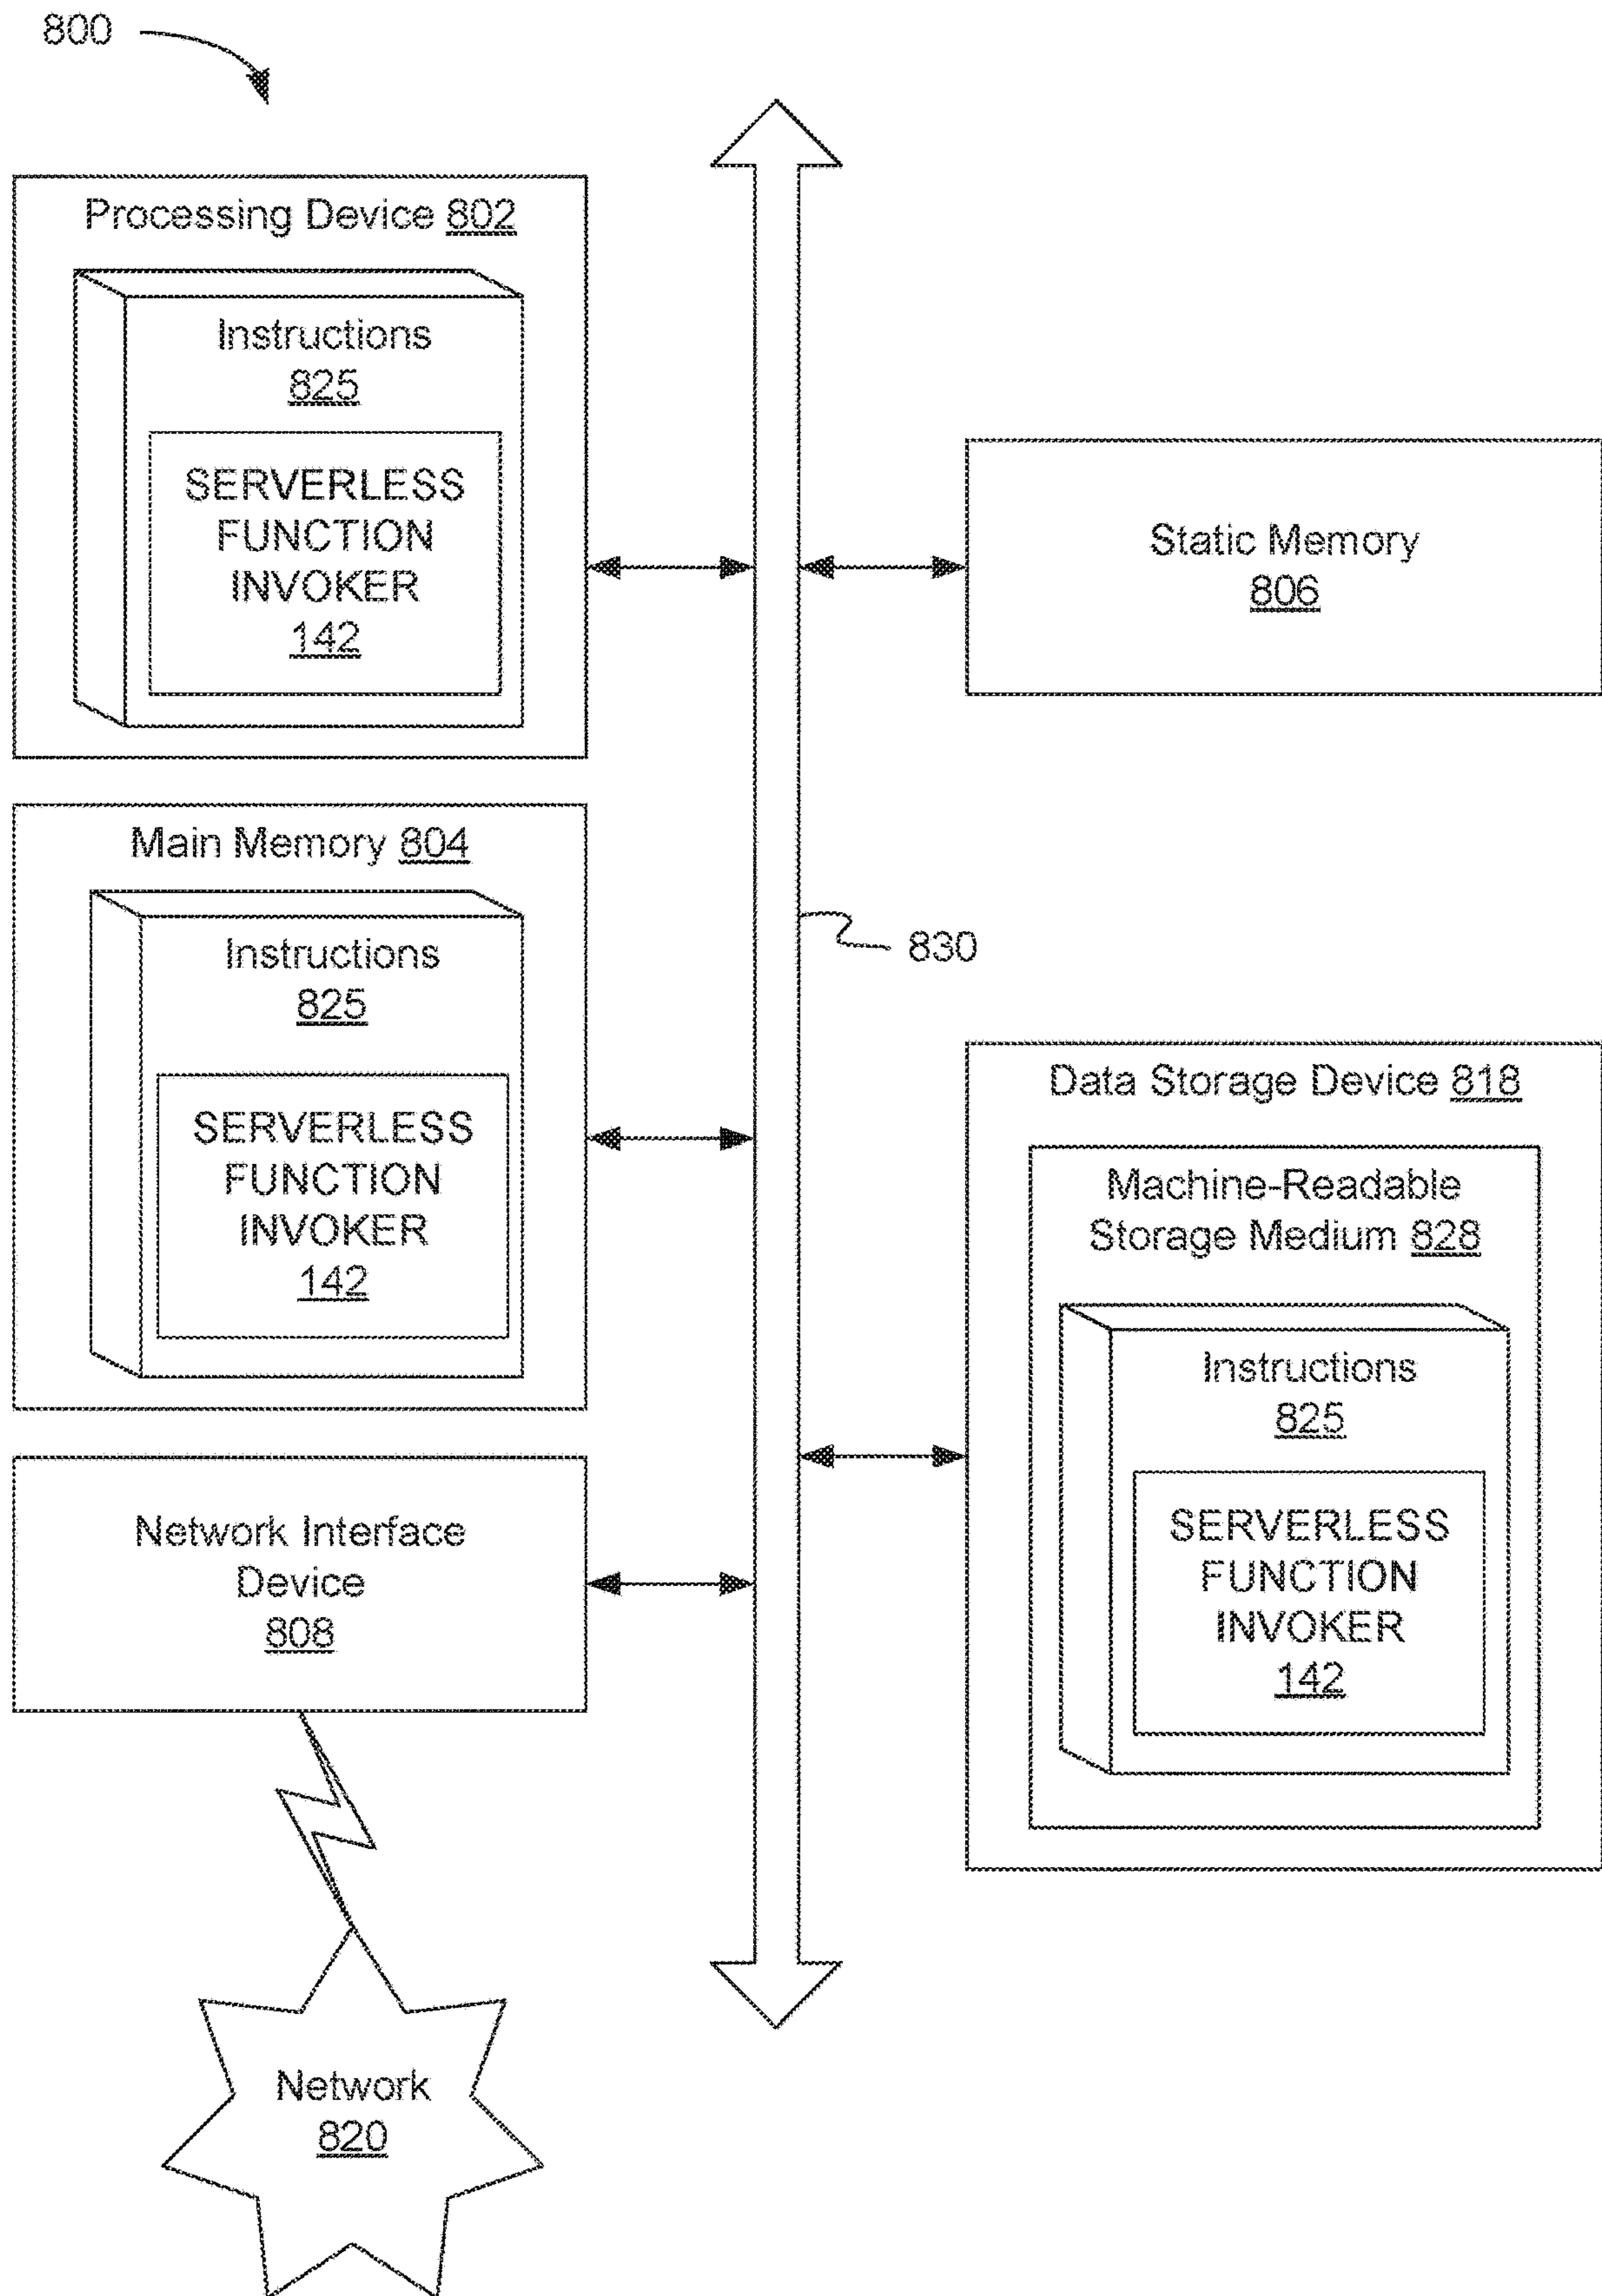 800
Processing Device 802
Instructions
825
SERVERLESS
FUNCTION
INVOKER
142
Static Memory
806
Main Memory 804
Instructions
825
SERVERLESS
FUNCTION
INVOKER
142
830
Data Storage Device 818
Machine-Readable
Storage Medium 828
Instructions
825
SERVERLESS
FUNCTION
INVOKER
142
Network Interface
Device
808
Network
820